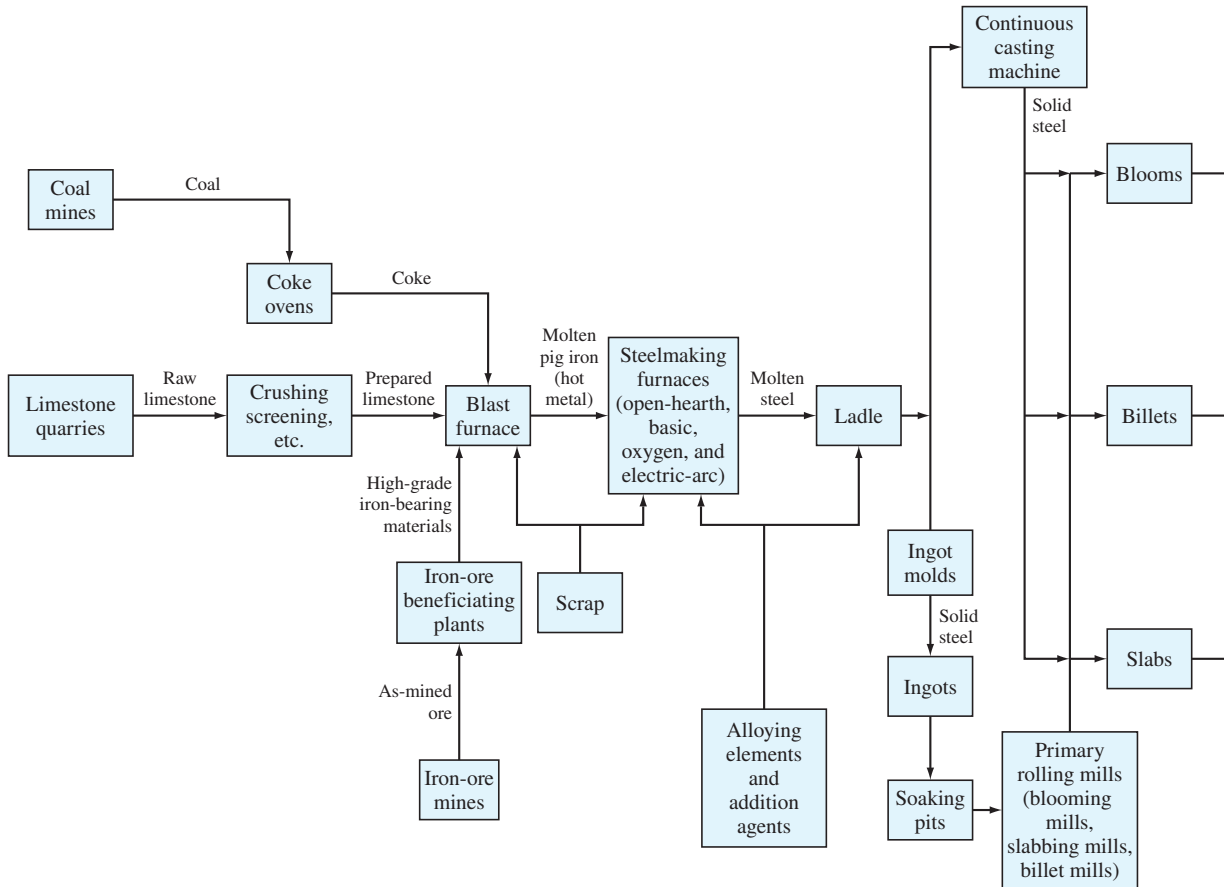 Continuous
casting
machine
Solid
steel
Coal
mines
Coal
Blooms
Coke
ovens
Coke
Limestone
quarries
Raw
limestone
Crushing
screening,
etc.
Prepared
limestone
Blast
furnace
Molten
pig iron
(hot
metal)
Steelmaking
furnaces
(open-hearth,
basic,
oxygen, and
electric-arc)
Molten
steel
Ladle
Billets
High-grade
iron-bearing
materials
Iron-ore
beneficiating
plants
Scrap
Ingot
molds
Solid
steel
Ingots
Slabs
As-mined
ore
Iron-ore
mines
Alloying
elements
and
addition
agents
Soaking
pits
Primary
rolling mills
(blooming
mills,
slabbing mills,
billet mills)